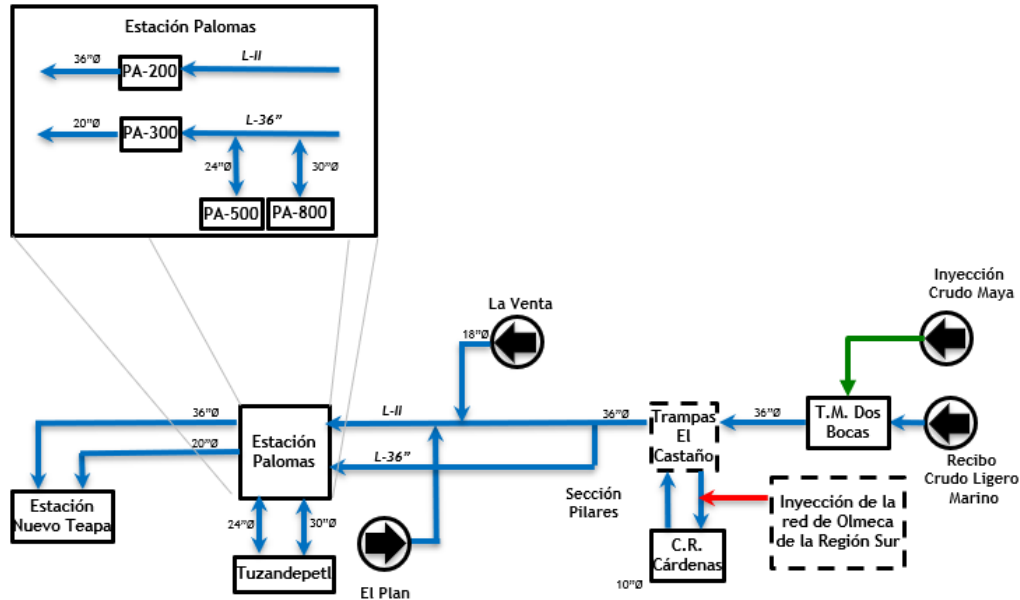 Estación Palomas
36”Ø
PA-200
L-II
20”Ø
PA-300
L-36”
24”Ø
30”Ø
PA-500
PA-800
Inyección
Crudo Maya
La Venta
18”Ø
36”Ø
L-II
36”Ø
Trampas
El
Castaño
36”Ø
T.M. Dos
Bocas
Estación
Palomas
20”Ø
L-36”
Recibo
Crudo Ligero
Marino
Estación
Nuevo Teapa
Sección
Pilares
Inyección de la
red de Olmeca
de la Región Sur
24”Ø
30”Ø
C.R.
Cárdenas
Tuzandepetl
10”Ø
El Plan